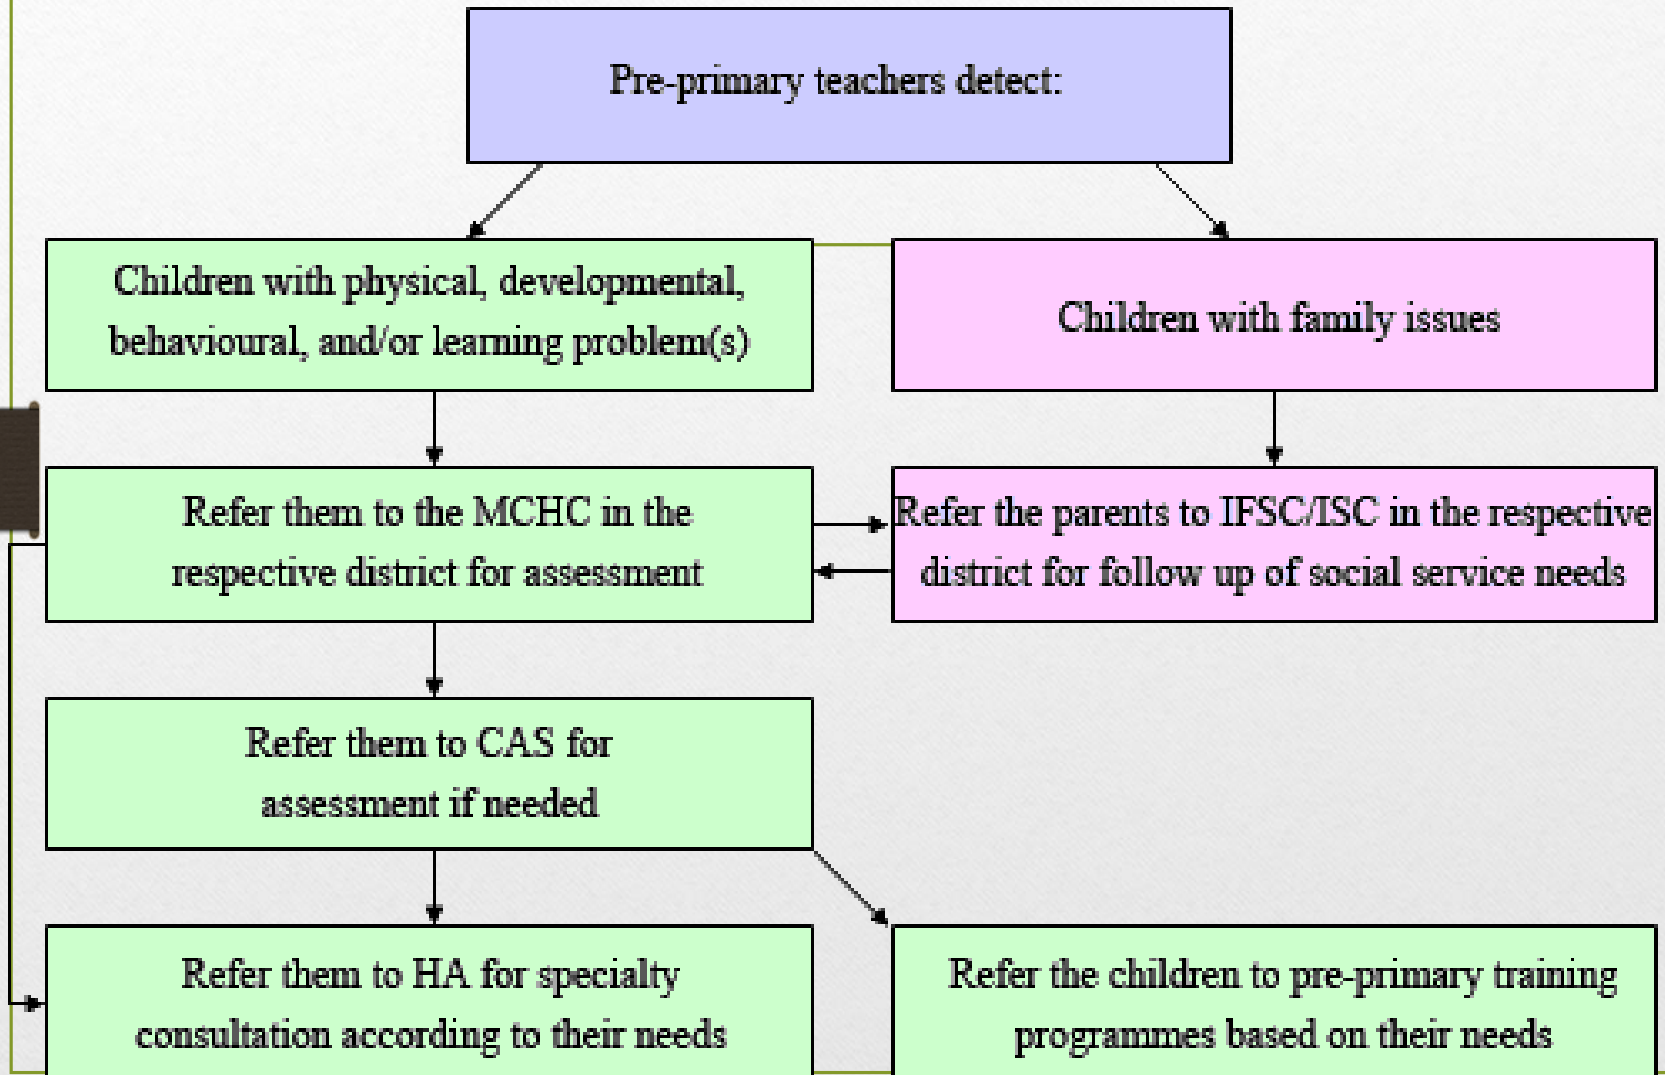 Pre-primary teachers detect:
Children with physical, developmental,
behavioural, and/or learning problem(s)
Children with family issues
Refer them to the MCHC in the
respective district for assessment
Refer the parents to IFSC/ISC in the respective
district for follow up of social service needs
Refer them to CAS for
assessment if needed
Refer them to HA for specialty
consultation according to their needs
Refer the children to pre-primary training
programmes based on their needs